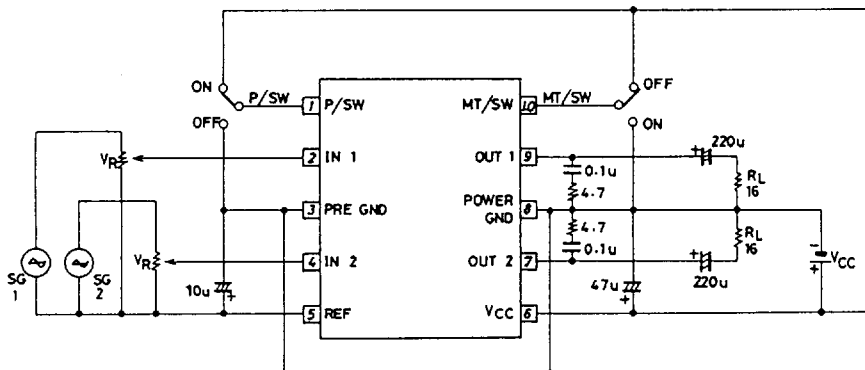 ON
P/SW
OFF
1 P/SW
2 IN 1
3 PRE GND
4 IN 2
5 REF
MT/SW 10
OUT 1 9
POWER GND 8
OUT 2 7
VCC 6
MT/SW
OFF
ON
VR
VR
SG 1
SG 2
10u +
0.1u
4.7
4.7
0.1u
47u +
+ 220u
RL 16
RL 16
+ 220u
-
+
VCC